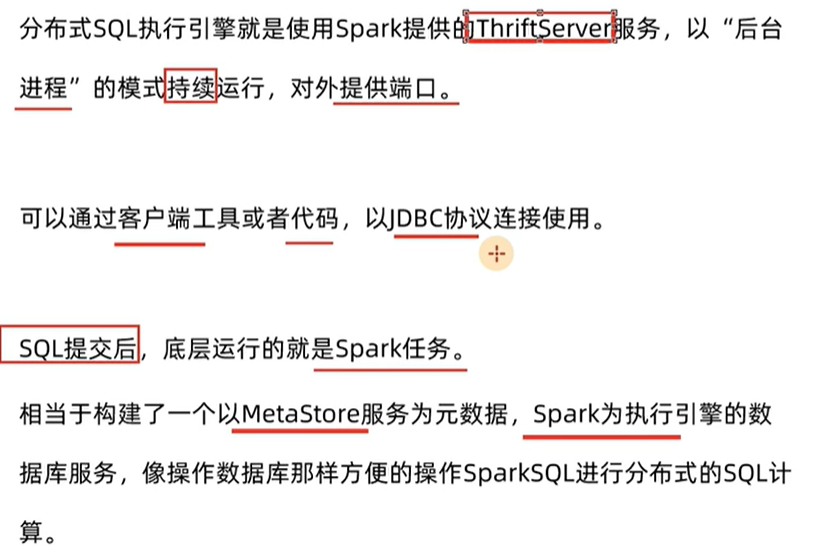 分布式SQL执行引擎就是使用Spark提供的ThriftServer服务，以“后台
进程”的模式持续运行，对外提供端口。
可以通过客户端工具或者代码，以JDBC协议连接使用。
SQL提交后，底层运行的就是Spark任务。
相当于构建了一个以MetaStore服务为元数据，Spark为执行引擎的数
据库服务，像操作数据库那样方便的操作SparkSQL进行分布式的SQL计
算。